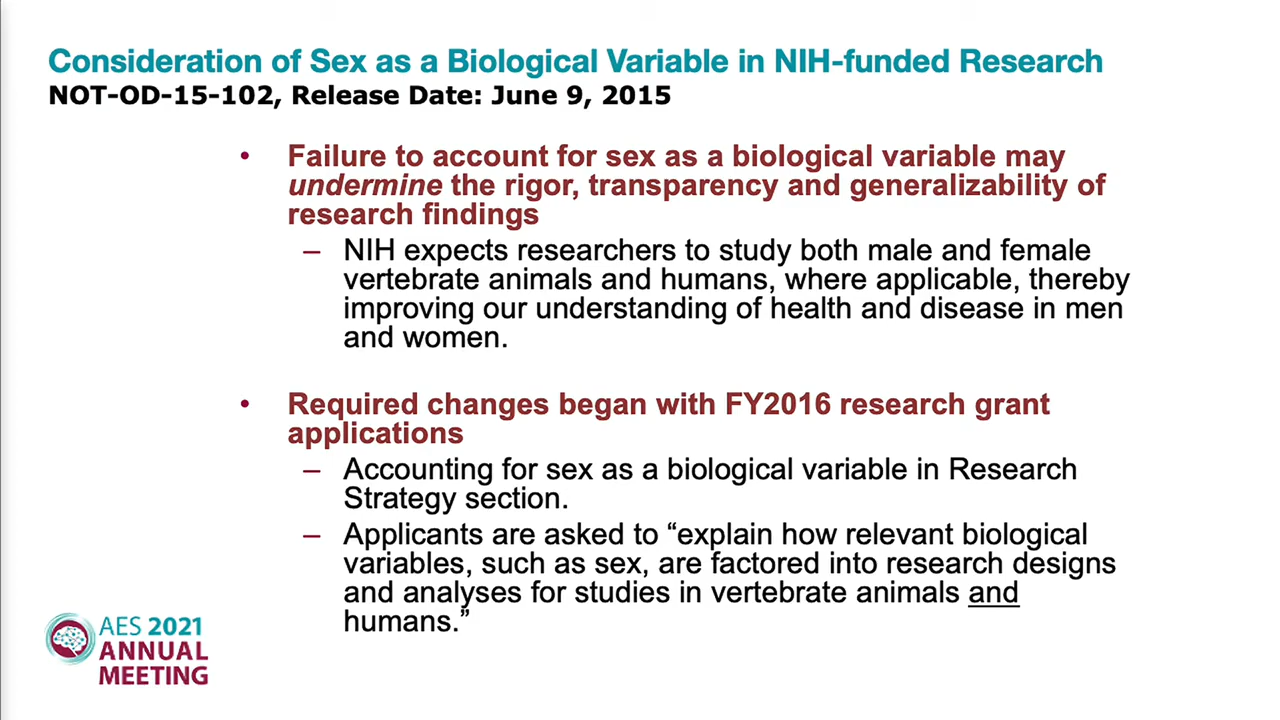 Consideration of Sex as a Biological Variable in NIH-funded Research
NOT-OD-15-102, Release Date: June 9, 2015
• Failure to account for sex as a biological variable may
undermine the rigor, transparency and generalizability of
research findings
– NIH expects researchers to study both male and female
vertebrate animals and humans, where applicable, thereby
improving our understanding of health and disease in men
and women.
• Required changes began with FY2016 research grant
applications
– Accounting for sex as a biological variable in Research
Strategy section.
– Applicants are asked to “explain how relevant biological
variables, such as sex, are factored into research designs
and analyses for studies in vertebrate animals and
humans.”
AES 2021
ANNUAL
MEETING